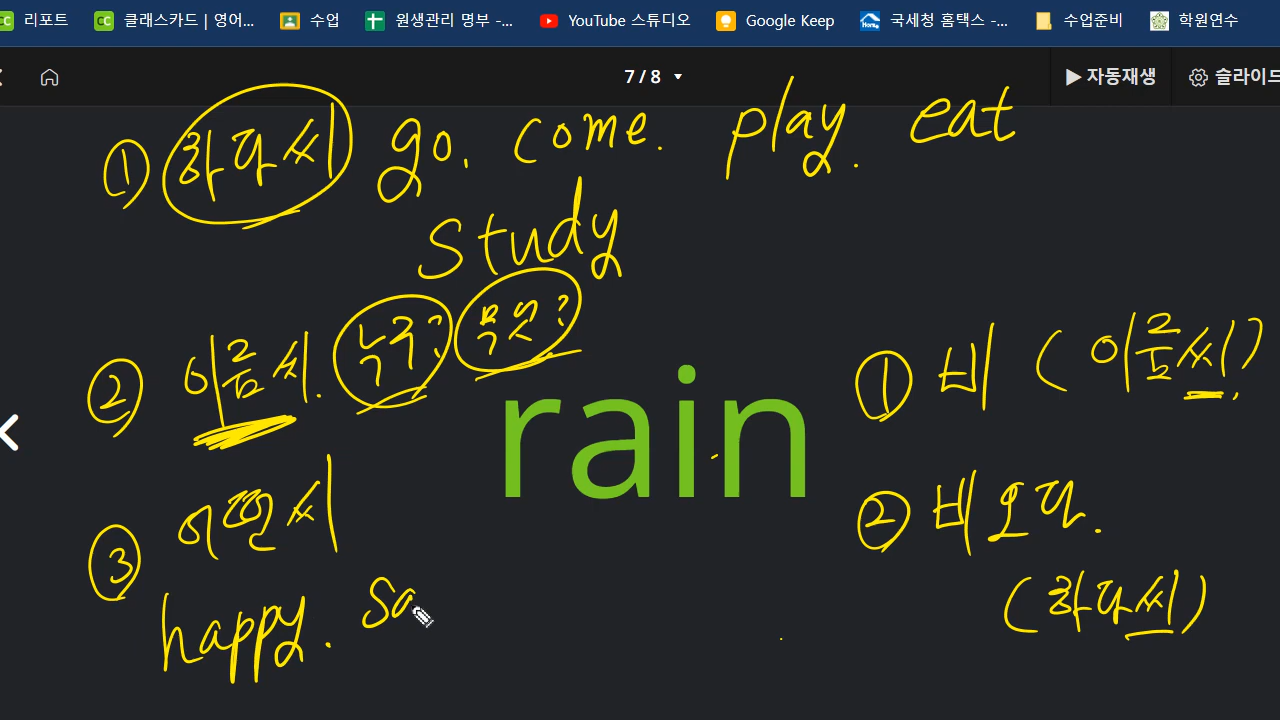 리포트 클래스카드 | 영어... 수업 원생관리 명부 -... YouTube 스튜디오 Google Keep 국세청 홈택스 -... 수업준비 학원연수
7 / 8 자동재생 슬라이드
① 하다씨 go. come. play. eat
study
② 이름씨. 누구? 무엇?
③ 어떤씨
happy. sa
rain
① 비 (이름씨).
② 비오다.
(하다씨)